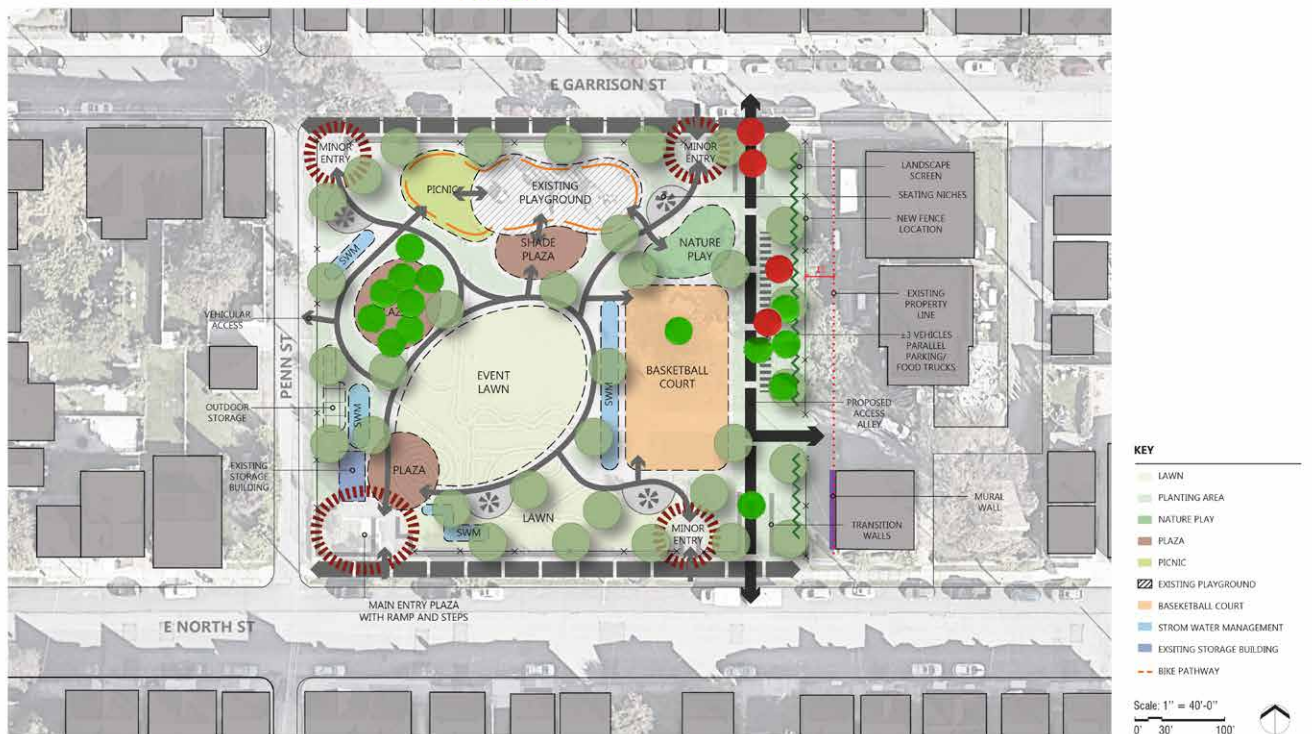 E GARRISON ST
MINOR
ENTRY
MINOR
ENTRY
PICNIC
EXISTING
PLAYGROUND
SHADE
PLAZA
NATURE
PLAY
SWM
VEHICULAR
ACCESS
PENN ST
EVENT
LAWN
SWM
BASKETBALL
COURT
OUTDOOR
STORAGE
SWM
EXISTING
STORAGE
BUILDING
PLAZA
LAWN
SWM
MINOR
ENTRY
MAIN ENTRY PLAZA
WITH RAMP AND STEPS
E NORTH ST
LANDSCAPE
SCREEN
SEATING NICHES
NEW FENCE
LOCATION
EXISTING
PROPERTY
LINE
VEHICLES
PARALLEL
PARKING/
FOOD TRUCKS
PROPOSED
ACCESS
ALLEY
MURAL
WALL
TRANSITION
WALLS
KEY
LAWN
PLANTING AREA
NATURE PLAY
PLAZA
PICNIC
EXISTING PLAYGROUND
BASEKETBALL COURT
STROM WATER MANAGEMENT
EXSITING STORAGE BUILDING
BIKE PATHWAY
Scale: 1" = 40'-0"
0' 30' 100'